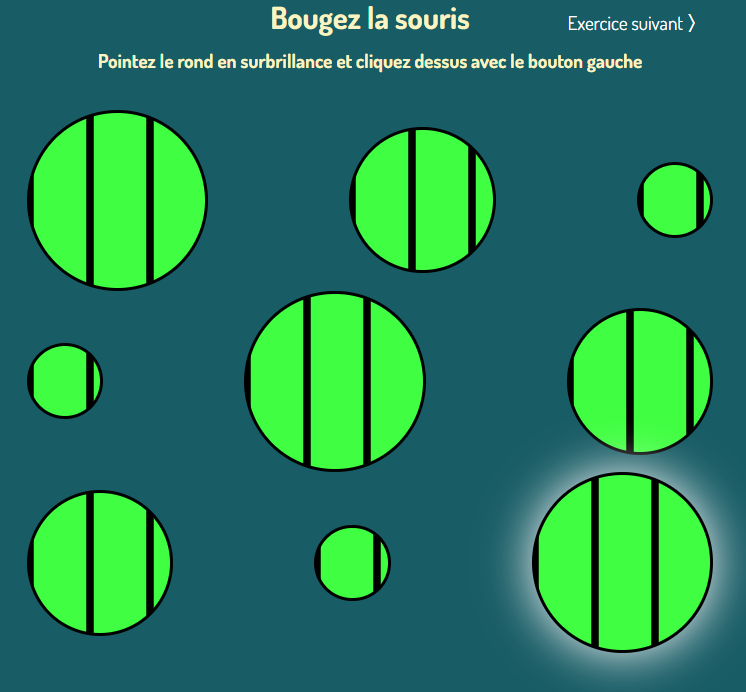 Bougez la souris
Exercice suivant 〉
Pointez le rond en surbrillance et cliquez dessus avec le bouton gauche